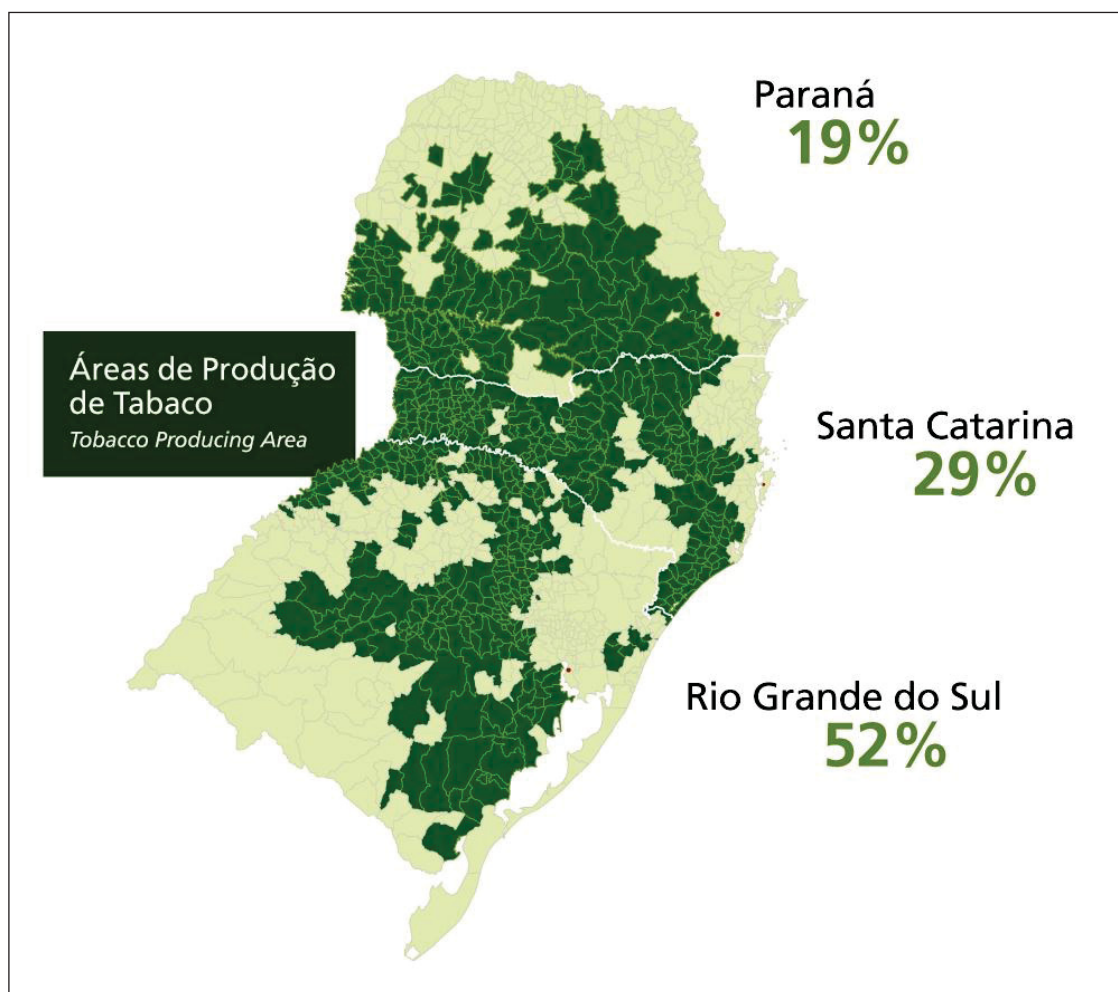 Paraná
19%
Áreas de Produção
de Tabaco
Tobacco Producing Area
Santa Catarina
29%
Rio Grande do Sul
52%